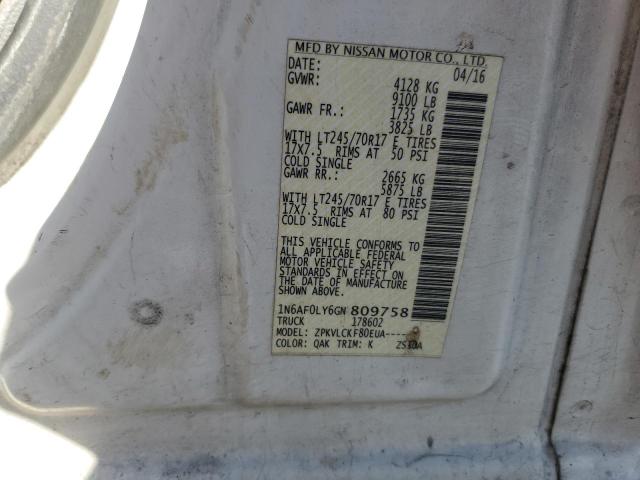 MFD BY NISSAN MOTOR CO., LTD.
DATE: 04/16
GVWR: 4128 KG
9100 LB
GAWR FR.: 1735 KG
3825 LB
WITH LT245/70R17 E TIRES
17X7.5 RIMS AT 50 PSI
COLD SINGLE
GAWR RR.: 2665 KG
5875 LB
WITH LT245/70R17 E TIRES
17X7.5 RIMS AT 80 PSI
COLD SINGLE
THIS VEHICLE CONFORMS TO
ALL APPLICABLE FEDERAL
MOTOR VEHICLE SAFETY
STANDARDS IN EFFECT ON
THE DATE OF MANUFACTURE
SHOWN ABOVE.
1N6AF0LY6GN809758
TRUCK 178602
MODEL: ZPKVLCKF80EUA-----
COLOR: QAK TRIM: K